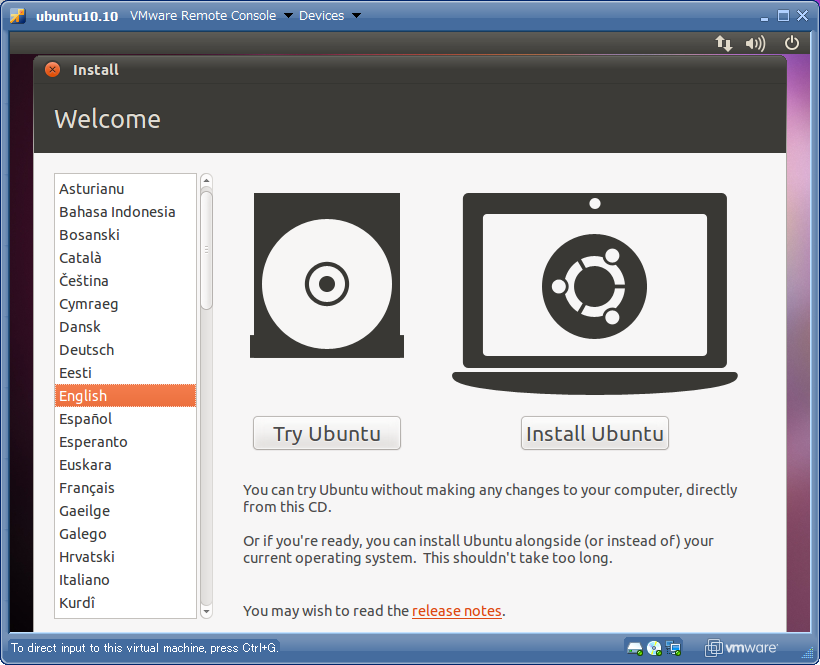 ubuntu10.10 VMware Remote Console Devices
Install
Welcome
Asturianu
Bahasa Indonesia
Bosanski
Català
Čeština
Cymraeg
Dansk
Deutsch
Eesti
English
Español
Esperanto
Euskara
Français
Gaeilge
Galego
Hrvatski
Italiano
Kurdî
Try Ubuntu
Install Ubuntu
You can try Ubuntu without making any changes to your computer, directly
from this CD.
Or if you're ready, you can install Ubuntu alongside (or instead of) your
current operating system.  This shouldn't take too long.
You may wish to read the release notes.
To direct input to this virtual machine, press Ctrl+G.
vmware